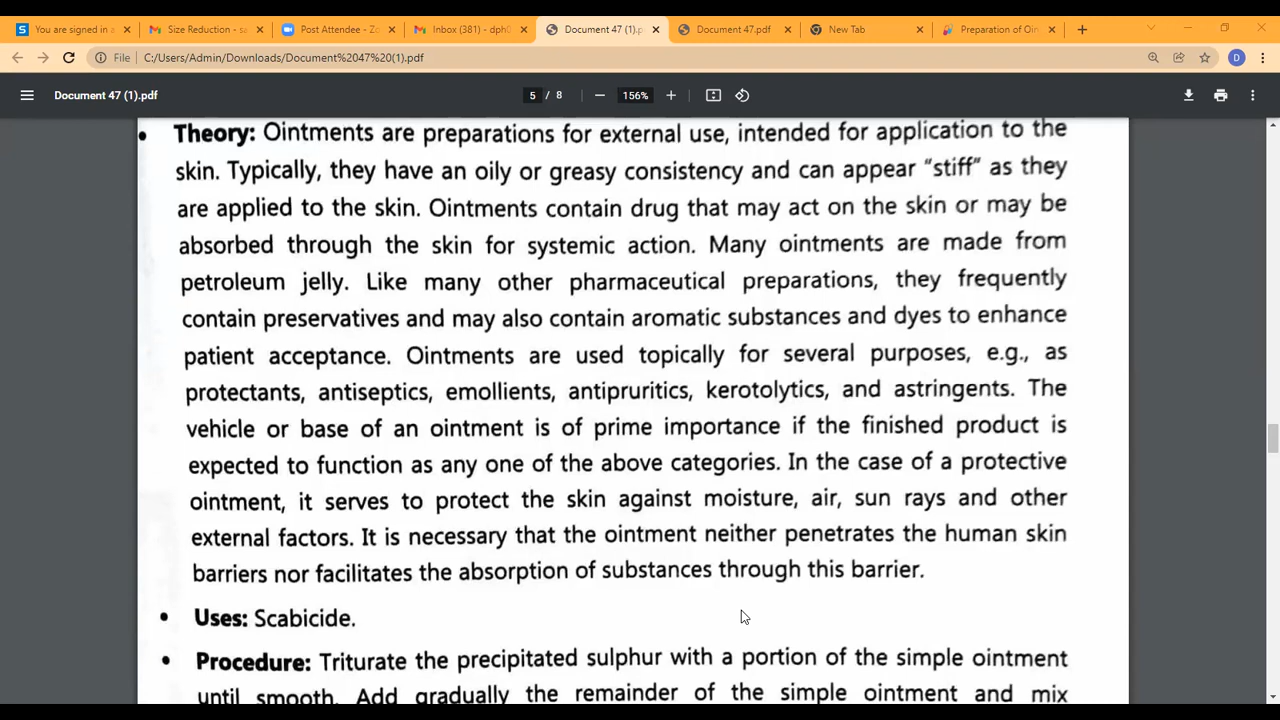 You are signed in a
Size Reduction - sa
Post Attendee - Zo
Inbox (381) - dph0
Document 47 (1).p
Document 47.pdf
New Tab
Preparation of Oin
File C:/Users/Admin/Downloads/Document%2047%20(1).pdf
D
Document 47 (1).pdf
5 / 8
156%
• Theory: Ointments are preparations for external use, intended for application to the
skin. Typically, they have an oily or greasy consistency and can appear “stiff” as they
are applied to the skin. Ointments contain drug that may act on the skin or may be
absorbed through the skin for systemic action. Many ointments are made from
petroleum jelly. Like many other pharmaceutical preparations, they frequently
contain preservatives and may also contain aromatic substances and dyes to enhance
patient acceptance. Ointments are used topically for several purposes, e.g., as
protectants, antiseptics, emollients, antipruritics, kerotolytics, and astringents. The
vehicle or base of an ointment is of prime importance if the finished product is
expected to function as any one of the above categories. In the case of a protective
ointment, it serves to protect the skin against moisture, air, sun rays and other
external factors. It is necessary that the ointment neither penetrates the human skin
barriers nor facilitates the absorption of substances through this barrier.
• Uses: Scabicide.
• Procedure: Triturate the precipitated sulphur with a portion of the simple ointment
until smooth. Add gradually the remainder of the simple ointment and mix